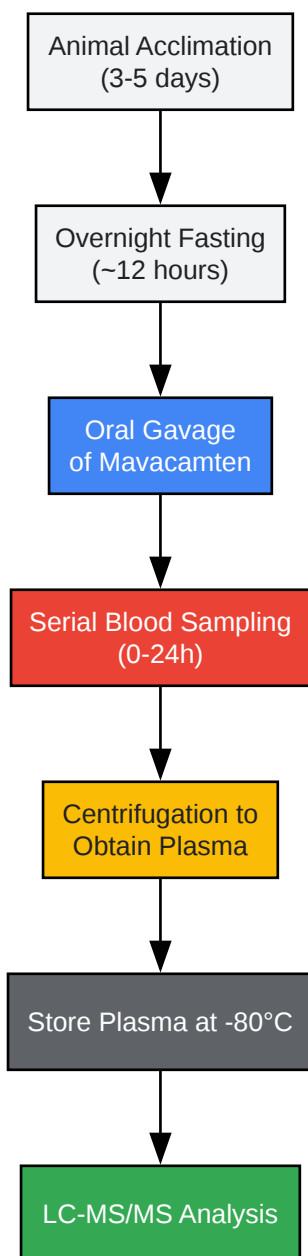 Animal Acclimation
(3-5 days)
Overnight Fasting
(~12 hours)
Oral Gavage
of Mavacamten
Serial Blood Sampling
(0-24h)
Centrifugation to
Obtain Plasma
Store Plasma at -80°C
LC-MS/MS Analysis